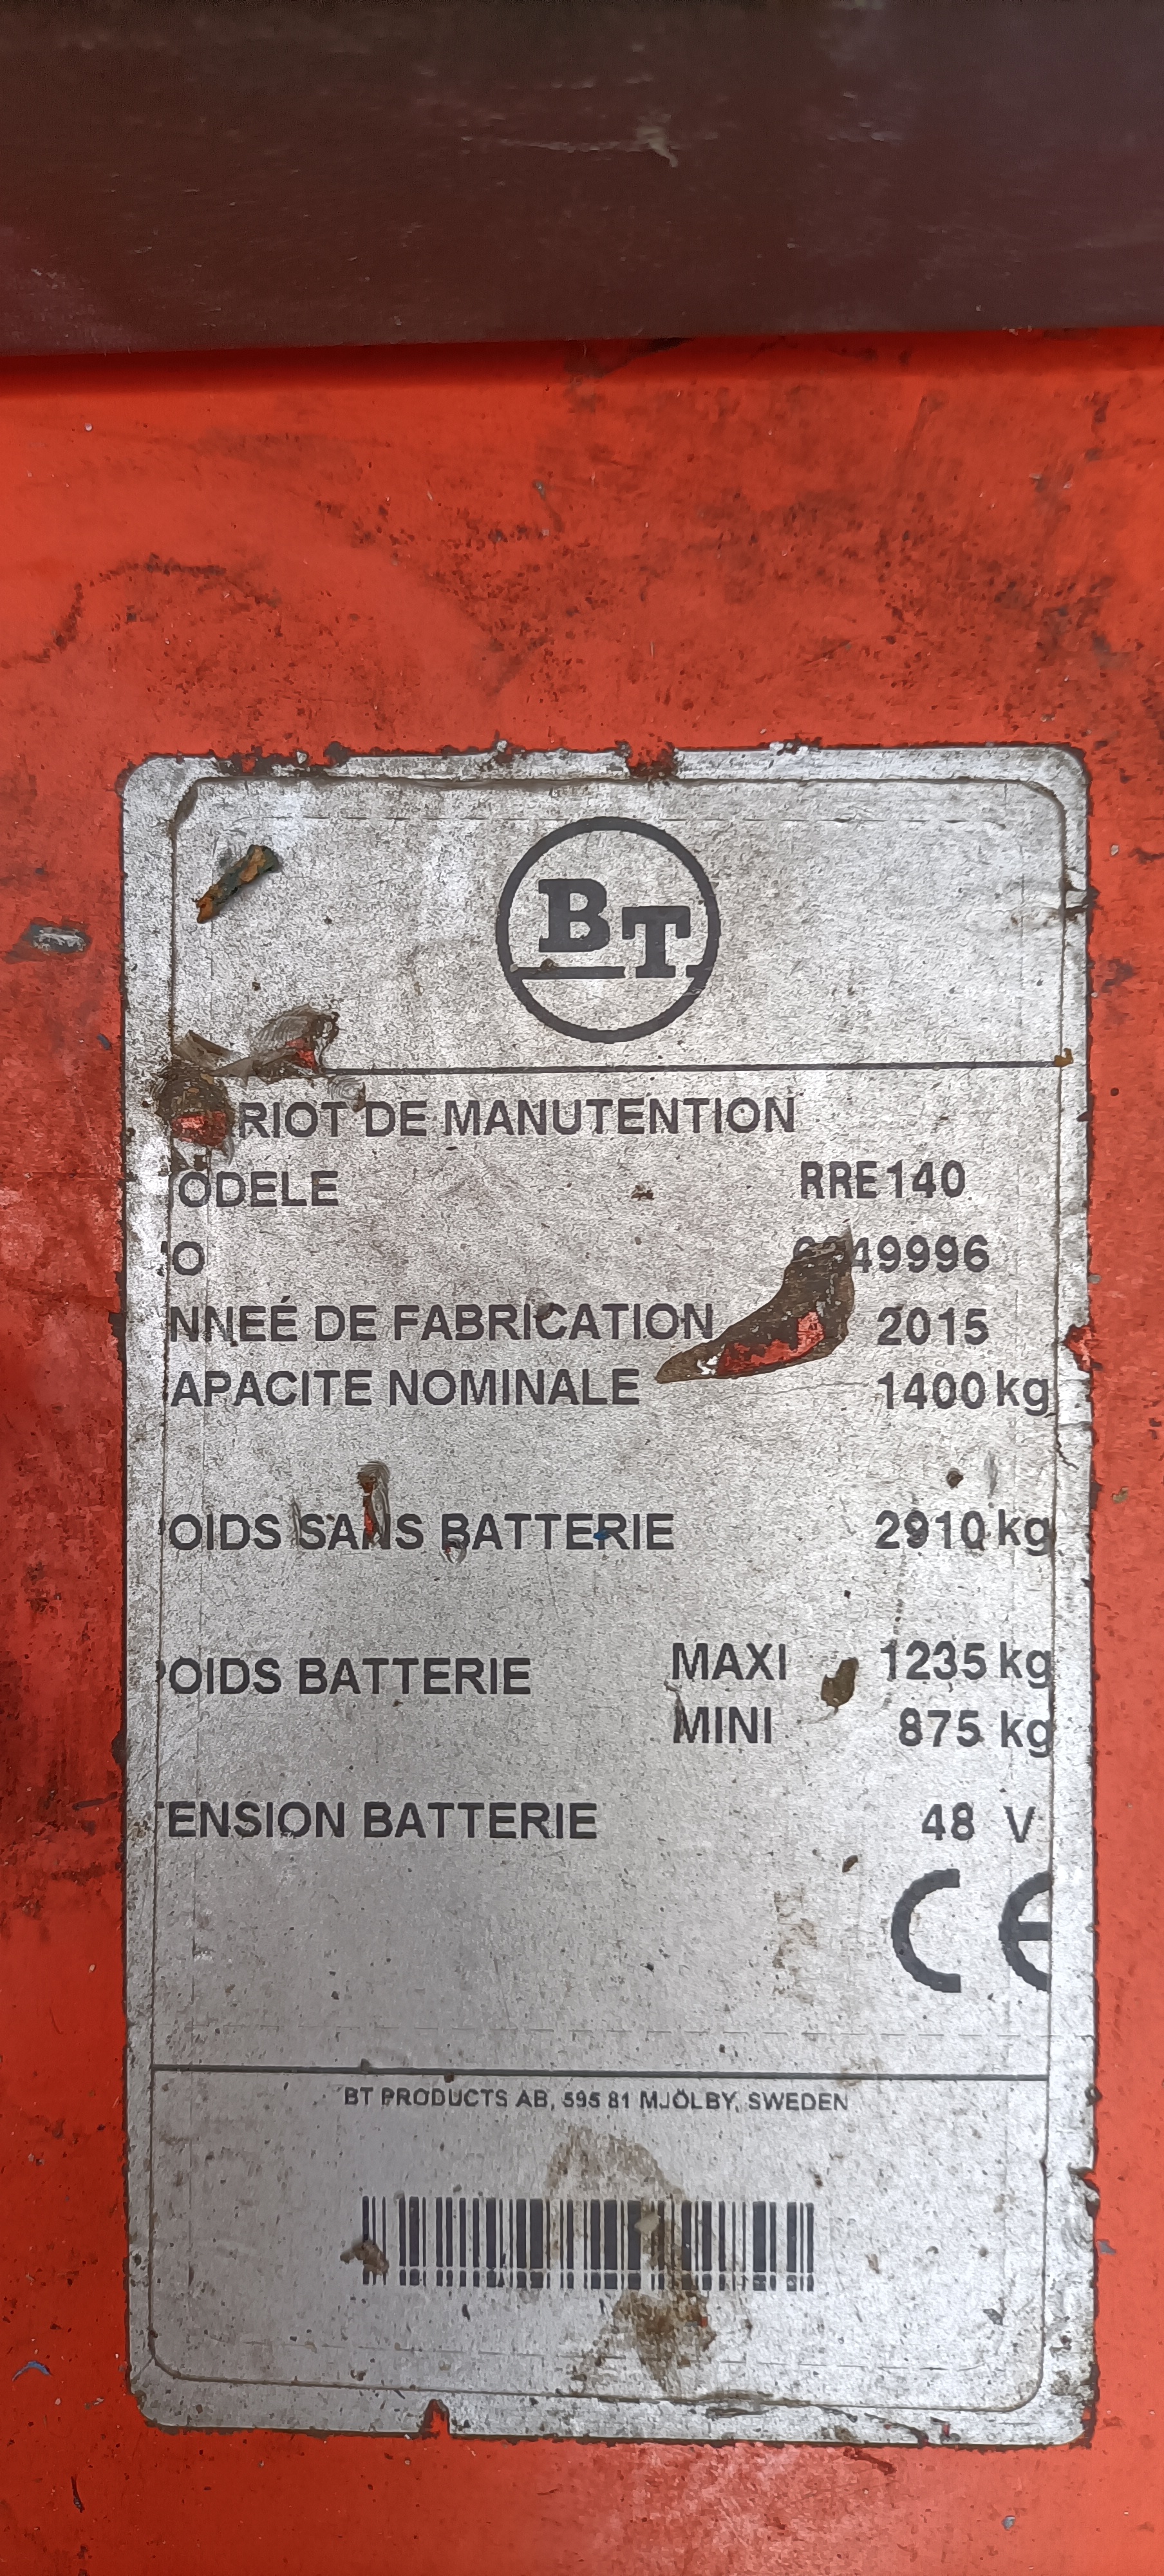 BT
RIOT DE MANUTENTION
ODELE RRE140
O 49996
NNEÉ DE FABRICATION 2015
APACITE NOMINALE 1400 kg
OIDS SANS BATTERIE 2910 kg
POIDS BATTERIE MAXI 1235 kg
MINI 875 kg
TENSION BATTERIE 48 V
CE
BT PRODUCTS AB, 595 81 MJÖLBY, SWEDEN